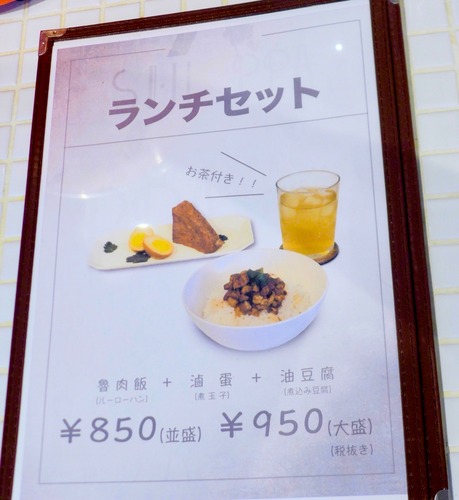 ランチセット
お茶付き！！
魯肉飯 + 滷蛋 + 油豆腐
(ルーローハン) (煮玉子) (煮込み豆腐)
￥850(並盛) ￥950(大盛)
(税抜き)